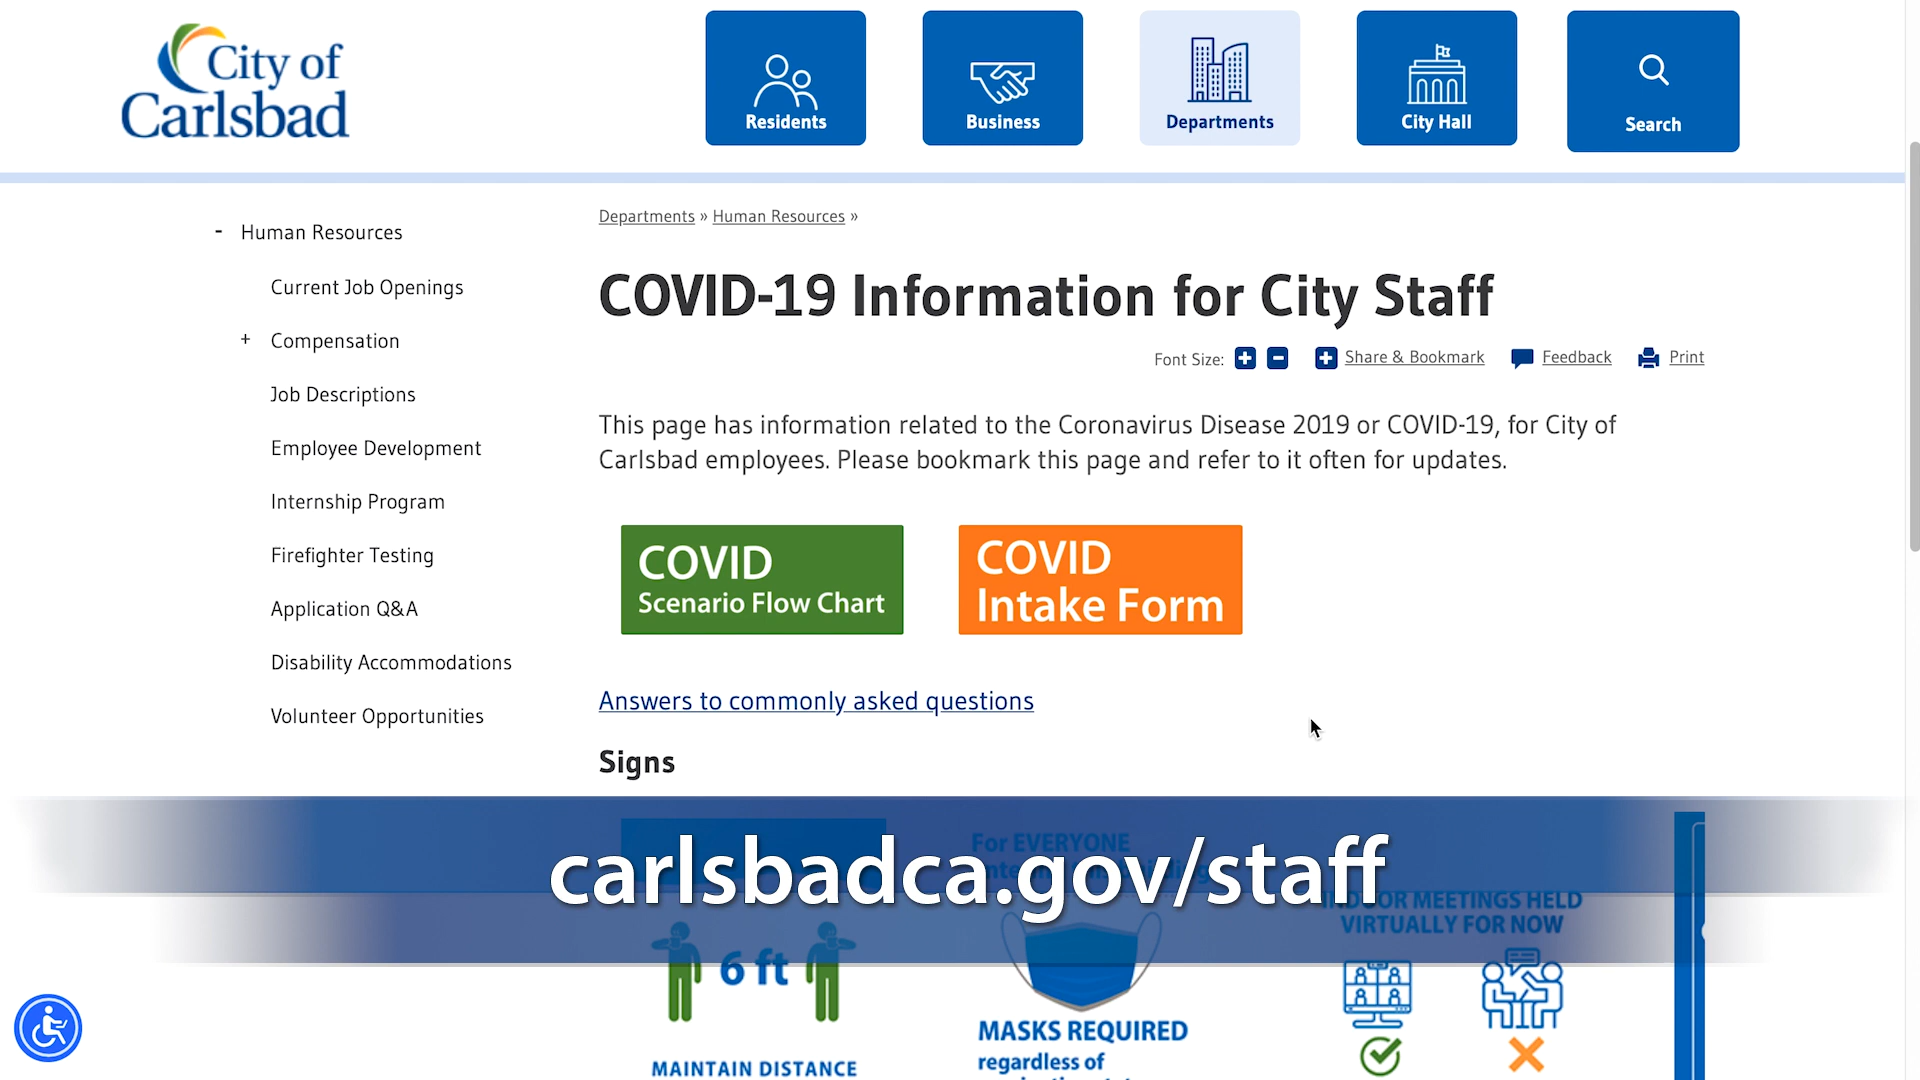 City of
Carlsbad
Residents
Business
Departments
City Hall
Search
- Human Resources
Current Job Openings
+ Compensation
Job Descriptions
Employee Development
Internship Program
Firefighter Testing
Application Q&A
Disability Accommodations
Volunteer Opportunities
Departments » Human Resources »
COVID-19 Information for City Staff
Font Size: + - + Share & Bookmark Feedback Print
This page has information related to the Coronavirus Disease 2019 or COVID-19, for City of
Carlsbad employees. Please bookmark this page and refer to it often for updates.
COVID
Scenario Flow Chart
COVID
Intake Form
Answers to commonly asked questions
Signs
For EVERYONE
carlsbadca.gov/staff
MEETINGS HELD
VIRTUALLY FOR NOW
6 ft
MAINTAIN DISTANCE
MASKS REQUIRED
regardless of